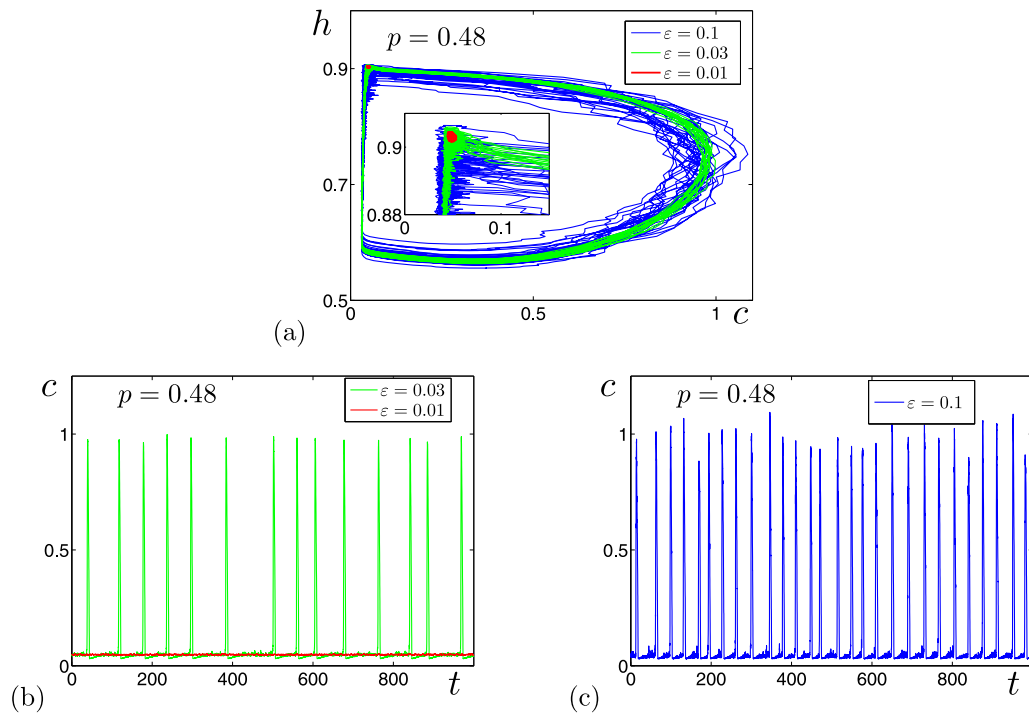 h
p = 0.48
ε = 0.1
ε = 0.03
ε = 0.01
0.9
0.7
0.5
0.9
0.88
0 0.1
0 0.5 1 c
(a)
c
p = 0.48
ε = 0.03
ε = 0.01
1
0.5
0
0 200 400 600 800 t
(b)
c
p = 0.48
ε = 0.1
1
0.5
0
0 200 400 600 800 t
(c)